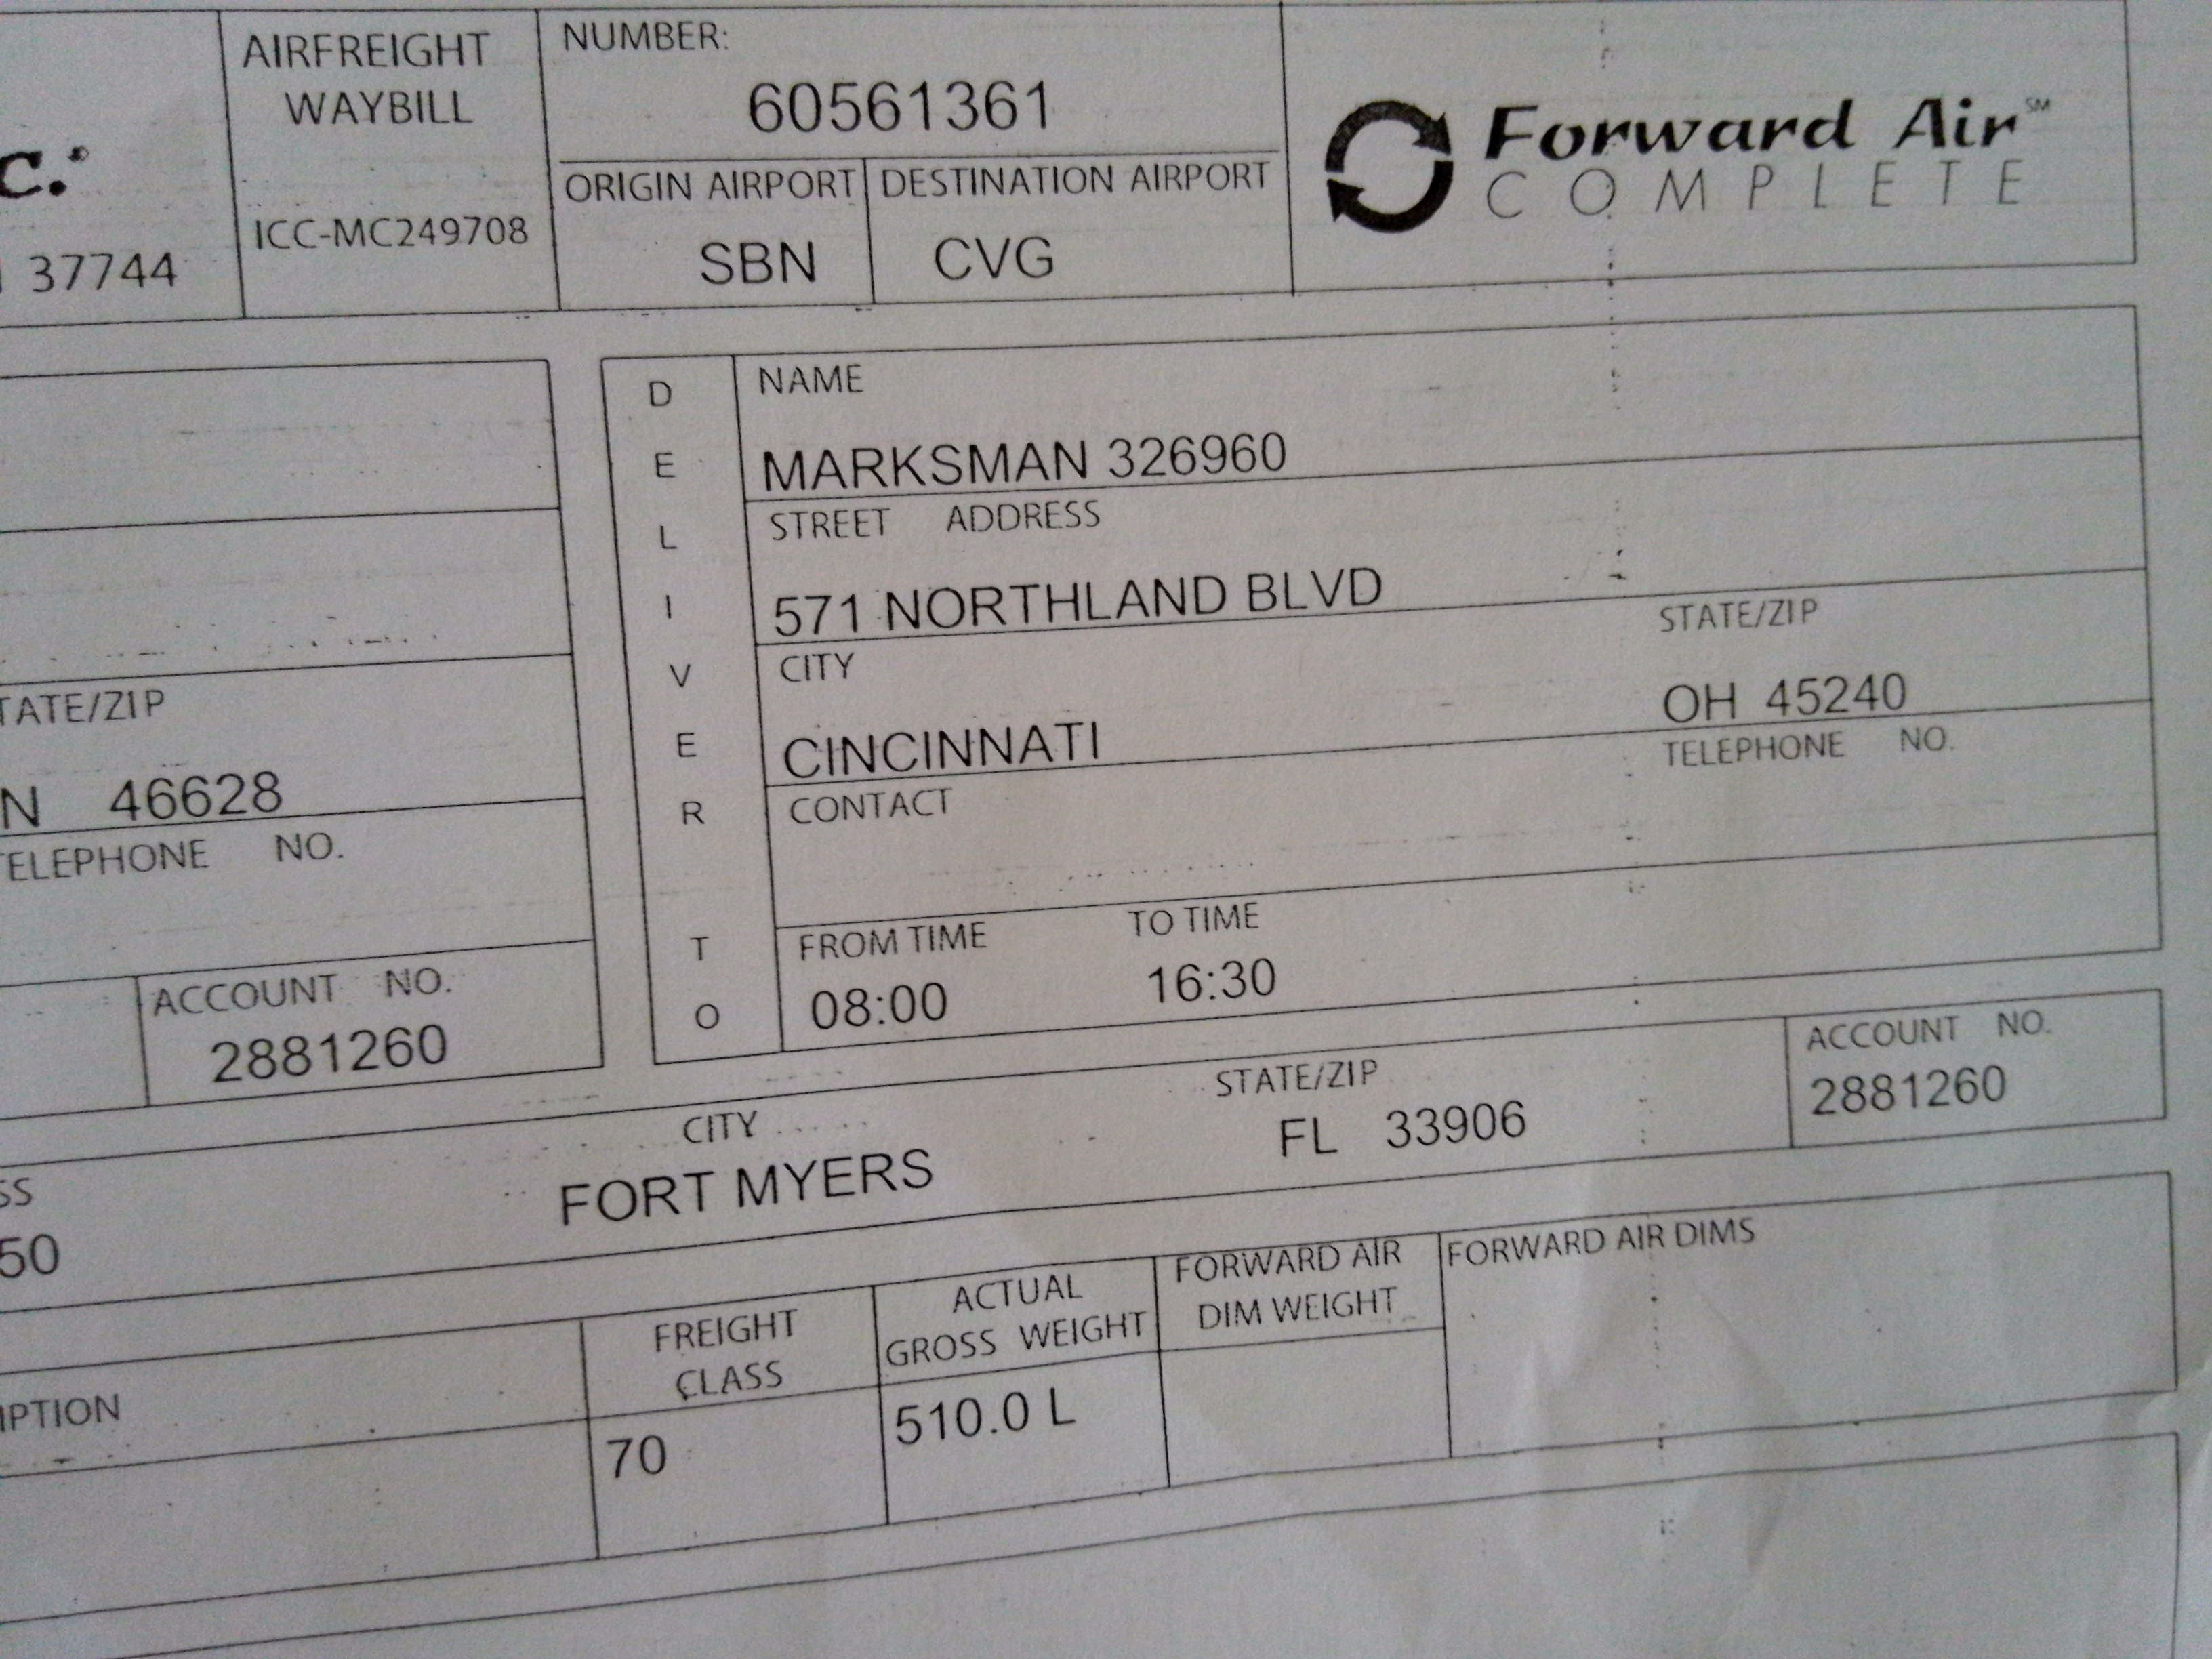 AIRFREIGHT
WAYBILL
ICC-MC249708
37744
NUMBER:
60561361
ORIGIN AIRPORT
SBN
DESTINATION AIRPORT
CVG
Forward Air SM
COMPLETE
TATE/ZIP
N 46628
TELEPHONE NO.
ACCOUNT NO.
2881260
DELIVER TO
NAME
MARKSMAN 326960
STREET ADDRESS
571 NORTHLAND BLVD
CITY
CINCINNATI
STATE/ZIP
OH 45240
CONTACT
TELEPHONE NO.
FROM TIME
08:00
TO TIME
16:30
SS
50
CITY
FORT MYERS
STATE/ZIP
FL 33906
ACCOUNT NO.
2881260
IPTION
FREIGHT
CLASS
70
ACTUAL
GROSS WEIGHT
510.0 L
FORWARD AIR
DIM WEIGHT
FORWARD AIR DIMS